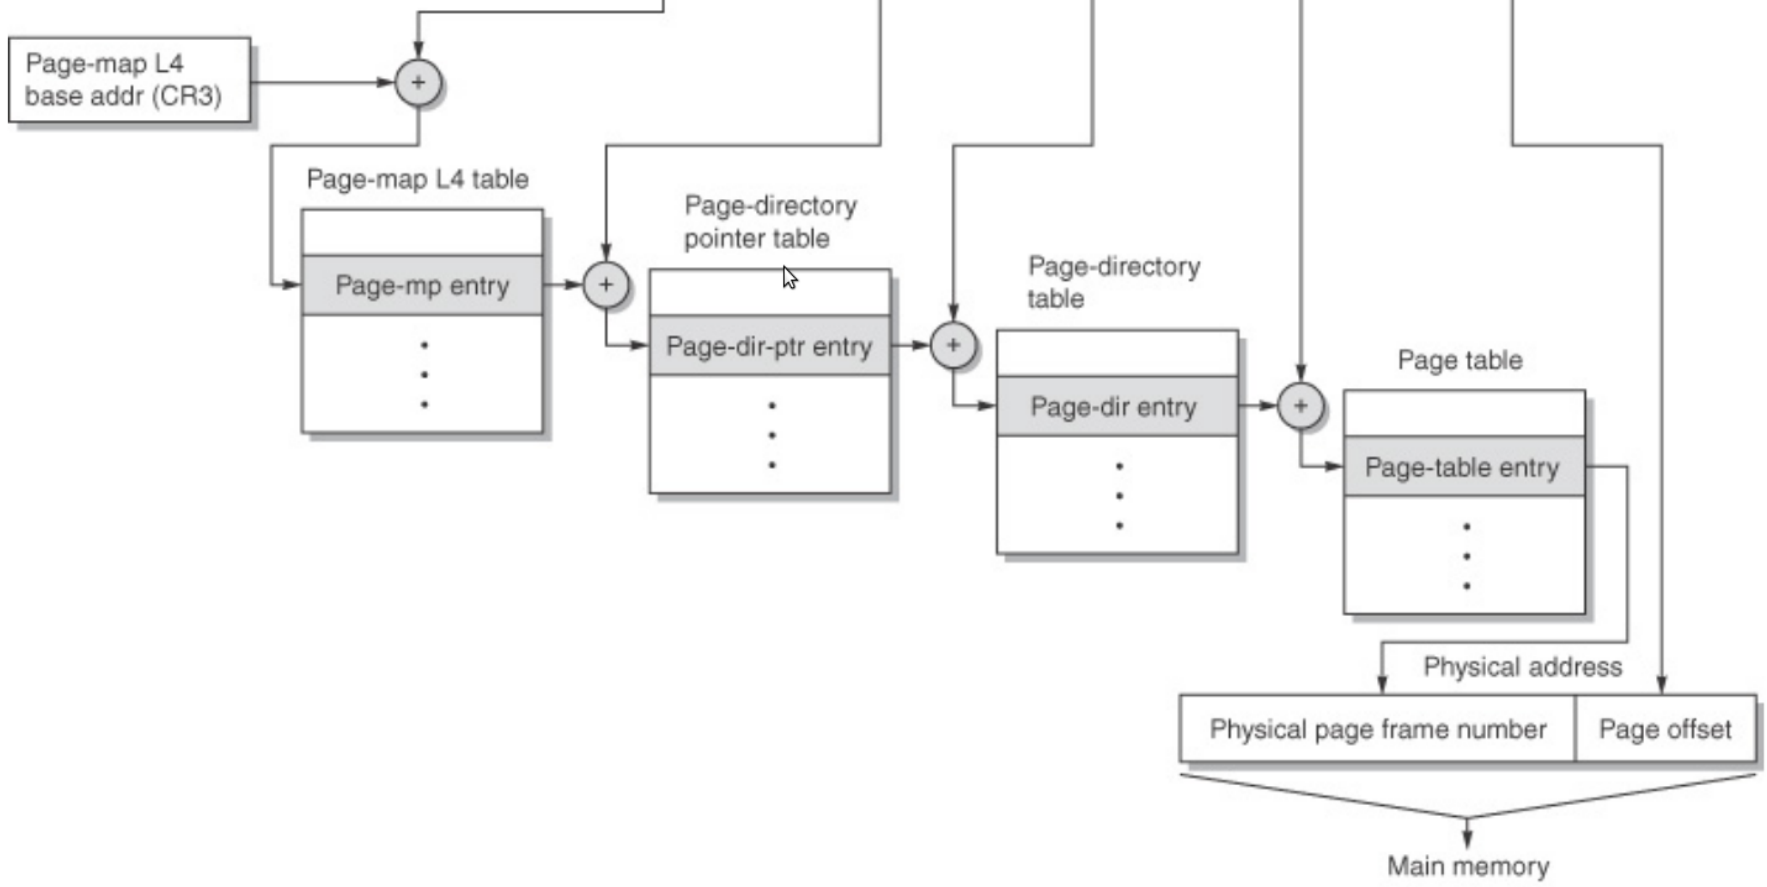 Page-map L4
base addr (CR3)
+
Page-map L4 table
Page-mp entry
+
Page-directory
pointer table
Page-dir-ptr entry
+
Page-directory
table
Page-dir entry
+
Page table
Page-table entry
Physical address
Physical page frame number
Page offset
Main memory